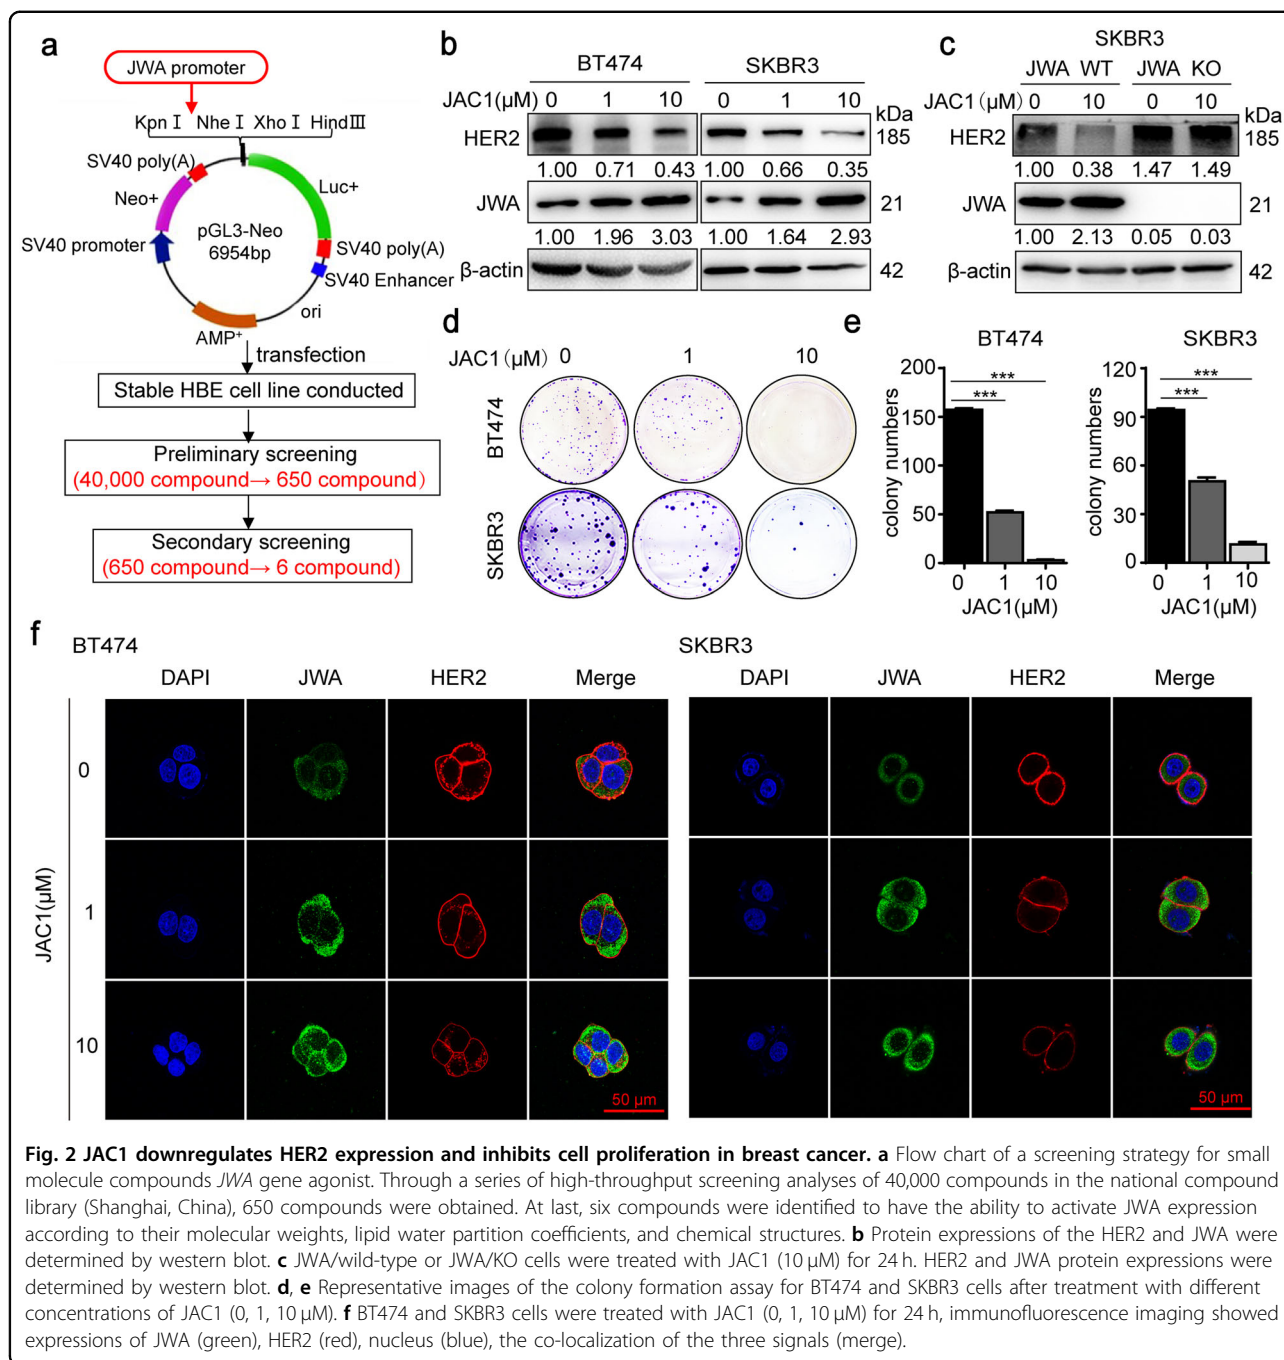 a
JWA promoter
Kpn I Nhe I Xho I Hind III
SV40 poly(A)
Neo+
Luc+
SV40 promoter
pGL3-Neo
6954bp
SV40 poly(A)
SV40 Enhancer
ori
AMP+
transfection
Stable HBE cell line conducted
Preliminary screening
(40,000 compound→ 650 compound)
Secondary screening
(650 compound→ 6 compound)
b
BT474 SKBR3
JAC1(μM) 0 1 10 0 1 10 kDa
HER2 185
1.00 0.71 0.43 1.00 0.66 0.35
JWA 21
1.00 1.96 3.03 1.00 1.64 2.93
β-actin 42
c
SKBR3
JWA WT JWA KO
JAC1(μM) 0 10 0 10 kDa
HER2 185
1.00 0.38 1.47 1.49
JWA 21
1.00 2.13 0.05 0.03
β-actin 42
d
JAC1(μM) 0 1 10
BT474
SKBR3
e
BT474
colony numbers
200
150
100
50
0
***
***
0 1 10
JAC1(μM)
SKBR3
colony numbers
120
90
60
30
0
***
***
0 1 10
JAC1(μM)
f
BT474 SKBR3
DAPI JWA HER2 Merge DAPI JWA HER2 Merge
JAC1(μM)
0
1
10
50 μm 50 μm
Fig. 2 JAC1 downregulates HER2 expression and inhibits cell proliferation in breast cancer. a Flow chart of a screening strategy for small
molecule compounds JWA gene agonist. Through a series of high-throughput screening analyses of 40,000 compounds in the national compound
library (Shanghai, China), 650 compounds were obtained. At last, six compounds were identified to have the ability to activate JWA expression
according to their molecular weights, lipid water partition coefficients, and chemical structures. b Protein expressions of the HER2 and JWA were
determined by western blot. c JWA/wild-type or JWA/KO cells were treated with JAC1 (10 μM) for 24 h. HER2 and JWA protein expressions were
determined by western blot. d, e Representative images of the colony formation assay for BT474 and SKBR3 cells after treatment with different
concentrations of JAC1 (0, 1, 10 μM). f BT474 and SKBR3 cells were treated with JAC1 (0, 1, 10 μM) for 24 h, immunofluorescence imaging showed
expressions of JWA (green), HER2 (red), nucleus (blue), the co-localization of the three signals (merge).